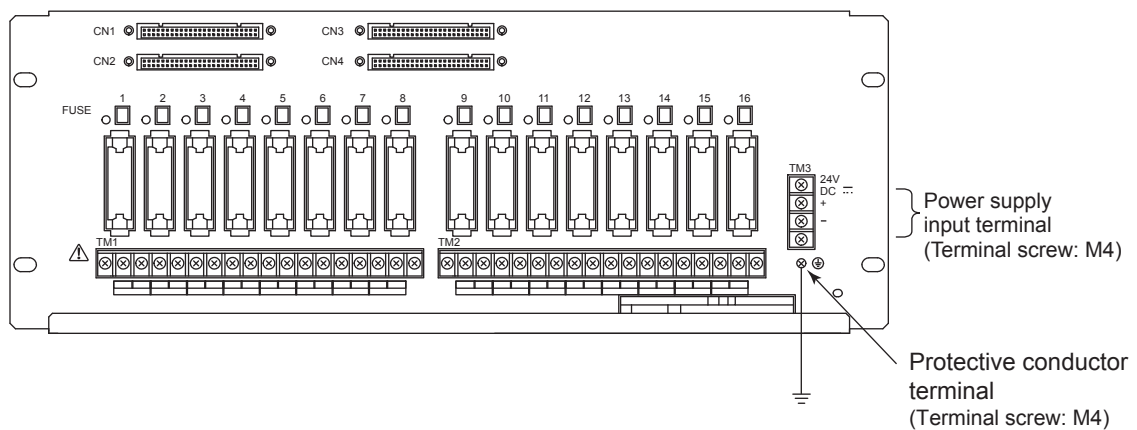 CN1 CN3
CN2 CN4
FUSE 1 2 3 4 5 6 7 8 9 10 11 12 13 14 15 16
TM3
24V
DC
+
−
Power supply
input terminal
(Terminal screw: M4)
TM1 TM2
Protective conductor
terminal
(Terminal screw: M4)